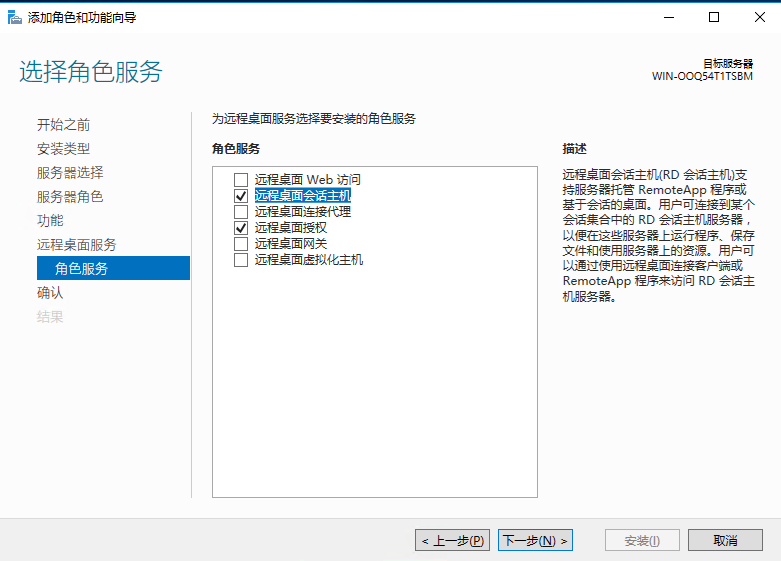 添加角色和功能向导
选择角色服务
目标服务器
WIN-OOQ54T1TSBM
开始之前
安装类型
服务器选择
服务器角色
功能
远程桌面服务
角色服务
确认
结果
为远程桌面服务选择要安装的角色服务
角色服务
远程桌面 Web 访问
远程桌面会话主机
远程桌面连接代理
远程桌面授权
远程桌面网关
远程桌面虚拟化主机
描述
远程桌面会话主机(RD 会话主机)支
持服务器托管 RemoteApp 程序或
基于会话的桌面。用户可连接到某个
会话集合中的 RD 会话主机服务器，
以便在这些服务器上运行程序、保存
文件和使用服务器上的资源。用户可
以通过使用远程桌面连接客户端或
RemoteApp 程序来访问 RD 会话主
机服务器。
< 上一步(P)
下一步(N) >
安装(I)
取消